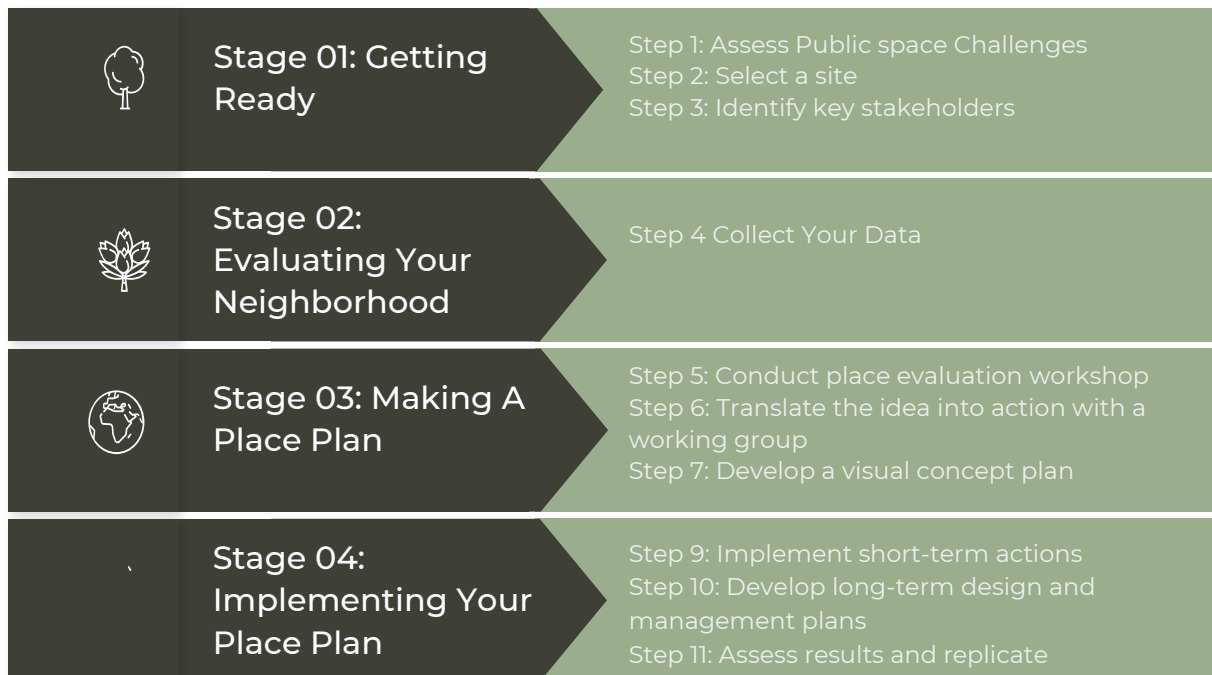 Stage 01: Getting
Ready
Step 1: Assess Public space Challenges
Step 2: Select a site
Step 3: Identify key stakeholders
Stage 02:
Evaluating Your
Neighborhood
Step 4 Collect Your Data
Stage 03: Making A
Place Plan
Step 5: Conduct place evaluation workshop
Step 6: Translate the idea into action with a
working group
Step 7: Develop a visual concept plan
Stage 04:
Implementing Your
Place Plan
Step 9: Implement short-term actions
Step 10: Develop long-term design and
management plans
Step 11: Assess results and replicate